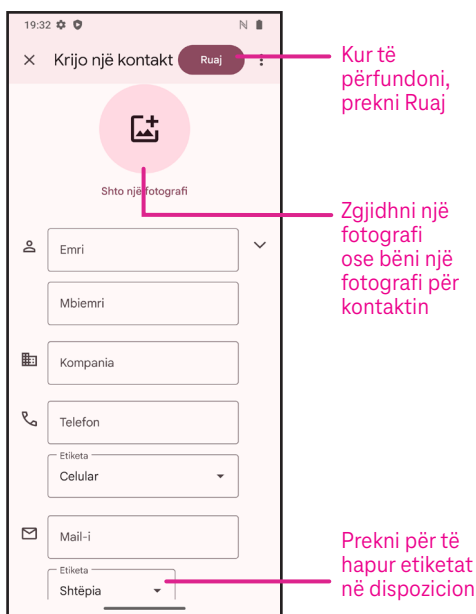 19:32
Krijo një kontakt
Ruaj
Shto një fotografi
Emri
Mbiemri
Kompania
Telefon
Etiketa
Celular
Mail-i
Etiketa
Shtëpia
Kur të
përfundoni,
prekni Ruaj
Zgjidhni një
fotografi
ose bëni një
fotografi për
kontaktin
Prekni për të
hapur etiketat
në dispozicion